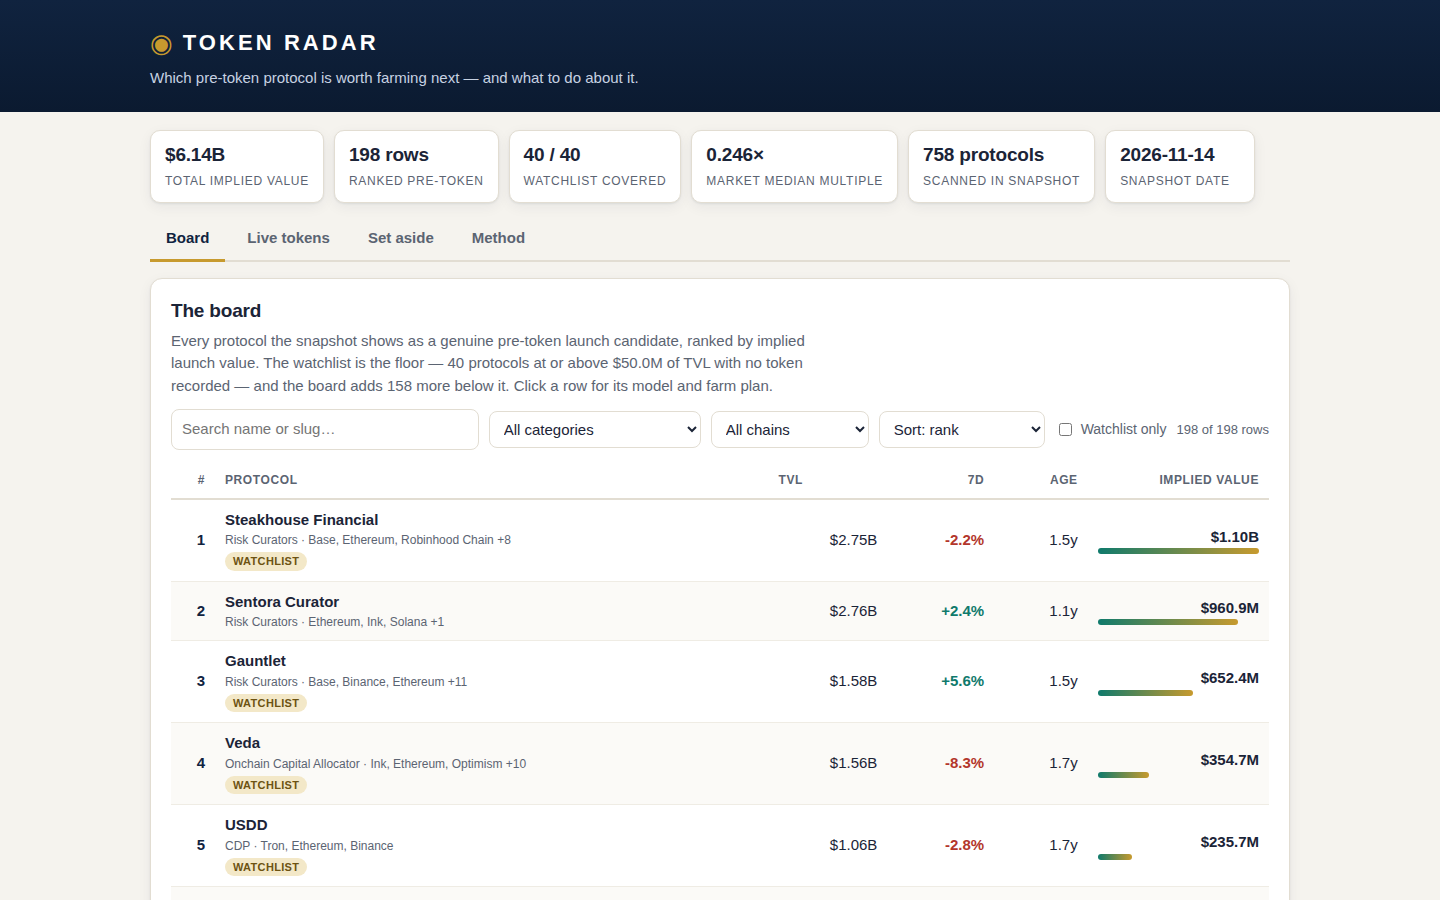 ◉ TOKEN RADAR
Which pre-token protocol is worth farming next — and what to do about it.
$6.14B
TOTAL IMPLIED VALUE
198 rows
RANKED PRE-TOKEN
40 / 40
WATCHLIST COVERED
0.246×
MARKET MEDIAN MULTIPLE
758 protocols
SCANNED IN SNAPSHOT
2026-11-14
SNAPSHOT DATE
Board Live tokens Set aside Method
The board
Every protocol the snapshot shows as a genuine pre-token launch candidate, ranked by implied
launch value. The watchlist is the floor — 40 protocols at or above $50.0M of TVL with no token
recorded — and the board adds 158 more below it. Click a row for its model and farm plan.
Search name or slug… All categories All chains Sort: rank Watchlist only 198 of 198 rows
# PROTOCOL TVL 7D AGE IMPLIED VALUE
Steakhouse Financial
1 Risk Curators · Base, Ethereum, Robinhood Chain +8 $2.75B -2.2% 1.5y $1.10B
WATCHLIST
Sentora Curator
2 Risk Curators · Ethereum, Ink, Solana +1 $2.76B +2.4% 1.1y $960.9M
Gauntlet
3 Risk Curators · Base, Binance, Ethereum +11 $1.58B +5.6% 1.5y $652.4M
WATCHLIST
Veda
4 Onchain Capital Allocator · Ink, Ethereum, Optimism +10 $1.56B -8.3% 1.7y $354.7M
WATCHLIST
USDD
5 CDP · Tron, Ethereum, Binance $1.06B -2.8% 1.7y $235.7M
WATCHLIST